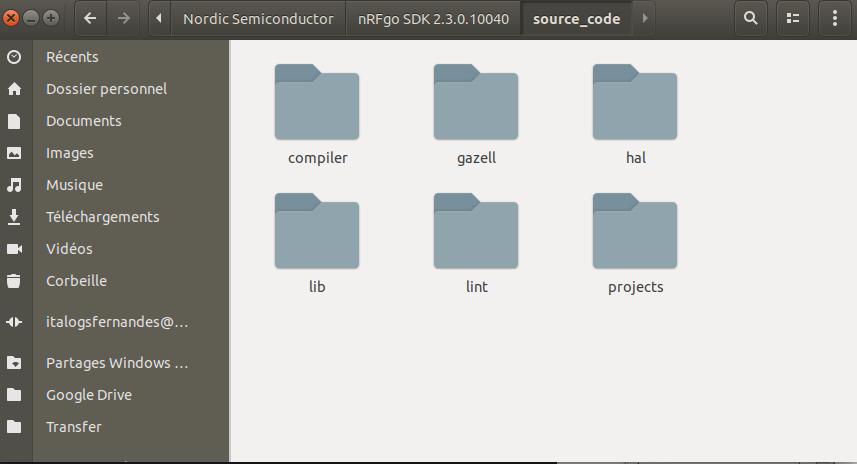 Nordic Semiconductor nRFgo SDK 2.3.0.10040 source_code
Récents
Dossier personnel
Documents
Images
Musique
Téléchargements
Vidéos
Corbeille
italogsfernandes@...
Partages Windows ...
Google Drive
Transfer
compiler gazell hal
lib lint projects